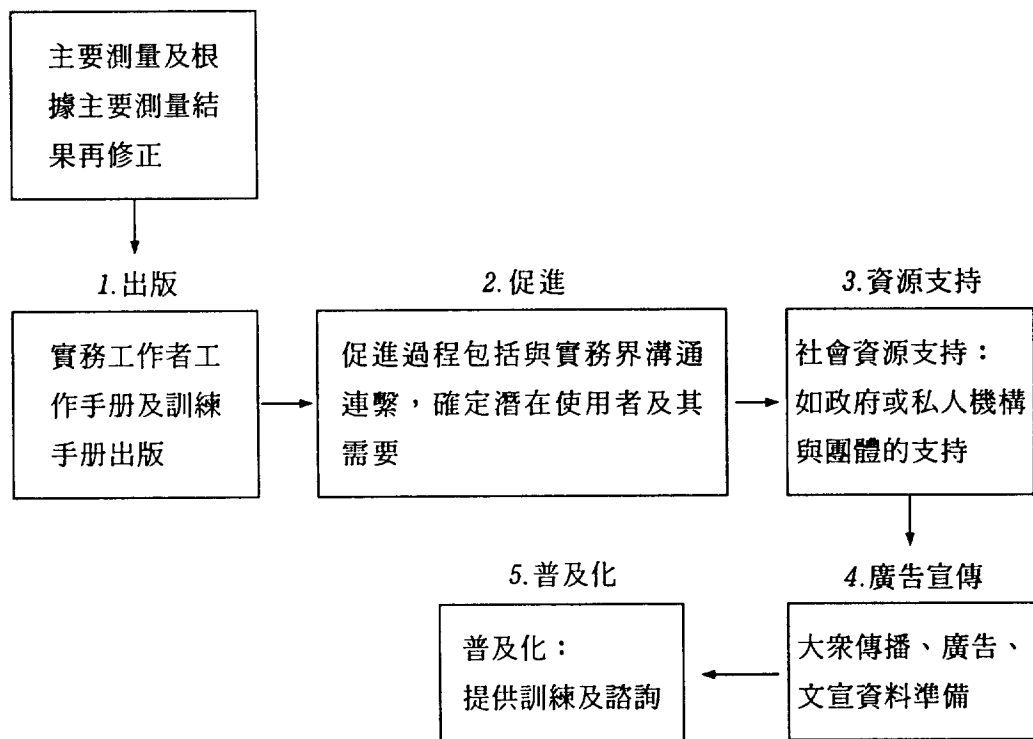 主要測量及根
據主要測量結
果再修正
1.出版
實務工作者工
作手册及訓練
手册出版
2.促進
促進過程包括與實務界溝通
連繫，確定潛在使用者及其
需要
3.資源支持
社會資源支持：
如政府或私人機構
與團體的支持
4.廣告宣傳
大衆傳播、廣告、
文宣資料準備
5.普及化
普及化：
提供訓練及諮詢